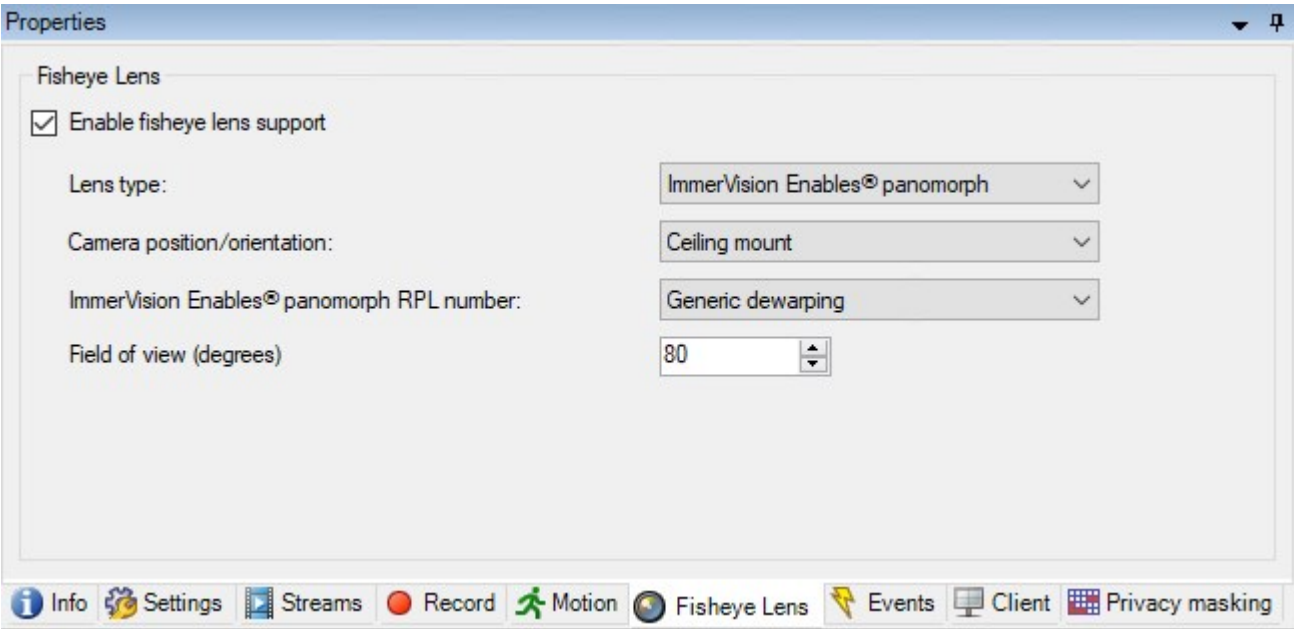 Properties
Fisheye Lens
Enable fisheye lens support
Lens type: ImmerVision Enables® panomorph
Camera position/orientation: Ceiling mount
ImmerVision Enables® panomorph RPL number: Generic dewarping
Field of view (degrees) 80
Info Settings Streams Record Motion Fisheye Lens Events Client Privacy masking